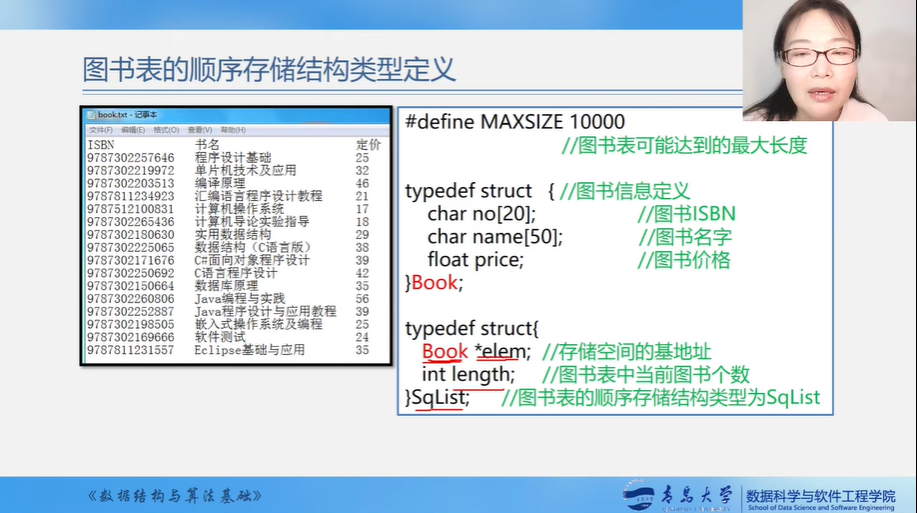 图书表的顺序存储结构类型定义
book.txt - 记事本
文件(F) 编辑(E) 格式(O) 查看(V) 帮助(H)
ISBN 书名 定价
9787302257646 程序设计基础 25
9787302219972 单片机技术及应用 32
9787302203513 编译原理 46
9787811234923 汇编语言程序设计教程 21
9787512100831 计算机操作系统 17
9787302265436 计算机导论实验指导 18
9787302180630 实用数据结构 29
9787302225065 数据结构（C语言版） 38
9787302171676 C#面向对象程序设计 39
9787302250692 C语言程序设计 42
9787302150664 数据库原理 35
9787302260806 Java编程与实践 56
9787302252887 Java程序设计与应用教程 39
9787302198505 嵌入式操作系统及编程 25
9787302169666 软件测试 24
9787811231557 Eclipse基础与应用 35
#define MAXSIZE 10000
//图书表可能达到的最大长度
typedef struct { //图书信息定义
char no[20]; //图书ISBN
char name[50]; //图书名字
float price; //图书价格
}Book;
typedef struct{
Book *elem; //存储空间的基地址
int length; //图书表中当前图书个数
}SqList; //图书表的顺序存储结构类型为SqList
《数据结构与算法基础》
青岛大学
数据科学与软件工程学院
School of Data Science and Software Engineering